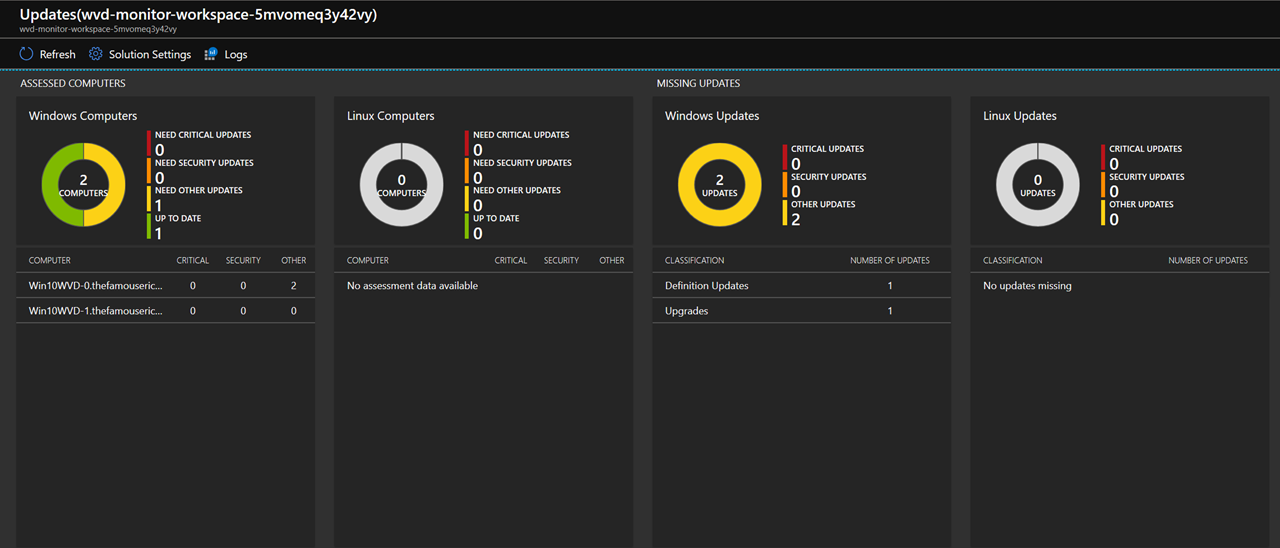 Updates(wvd-monitor-workspace-5mvomeq3y42vy)
wvd-monitor-workspace-5mvomeq3y42vy
Refresh Solution Settings Logs
ASSESSED COMPUTERS
Windows Computers
2
COMPUTERS
NEED CRITICAL UPDATES
0
NEED SECURITY UPDATES
0
NEED OTHER UPDATES
1
UP TO DATE
1
COMPUTER CRITICAL SECURITY OTHER
Win10WVD-0.thefamouseric... 0 0 2
Win10WVD-1.thefamouseric... 0 0 0
Linux Computers
0
COMPUTERS
NEED CRITICAL UPDATES
0
NEED SECURITY UPDATES
0
NEED OTHER UPDATES
0
UP TO DATE
0
COMPUTER CRITICAL SECURITY OTHER
No assessment data available
MISSING UPDATES
Windows Updates
2
UPDATES
CRITICAL UPDATES
0
SECURITY UPDATES
0
OTHER UPDATES
2
CLASSIFICATION NUMBER OF UPDATES
Definition Updates 1
Upgrades 1
Linux Updates
0
UPDATES
CRITICAL UPDATES
0
SECURITY UPDATES
0
OTHER UPDATES
0
CLASSIFICATION NUMBER OF UPDATES
No updates missing